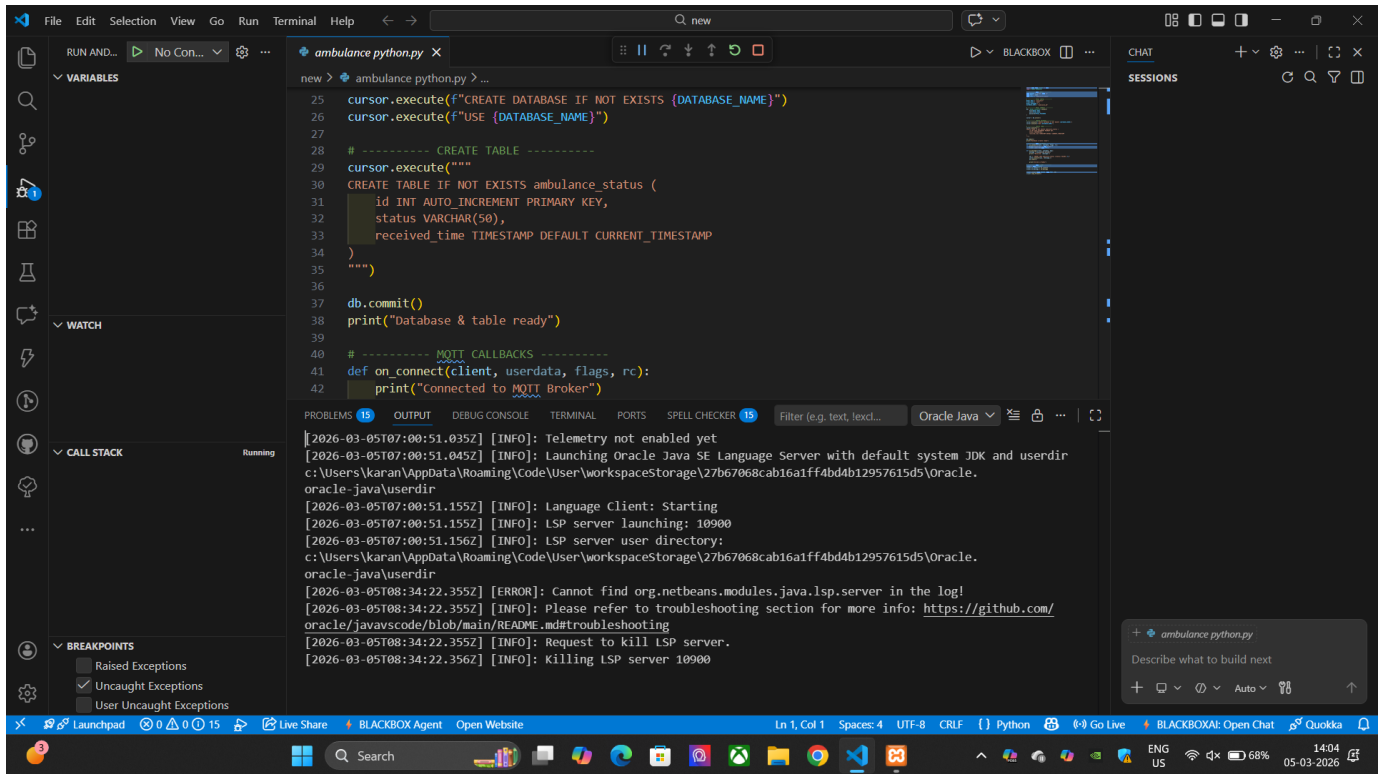 File Edit Selection View Go Run Terminal Help
new
RUN AND... No Con...
ambulance python.py
BLACKBOX
CHAT
VARIABLES
new > ambulance python.py > ...
SESSIONS
25 cursor.execute(f"CREATE DATABASE IF NOT EXISTS {DATABASE_NAME}")
26 cursor.execute(f"USE {DATABASE_NAME}")
27
28 # ---------- CREATE TABLE ----------
29 cursor.execute("""
30 CREATE TABLE IF NOT EXISTS ambulance_status (
31 id INT AUTO_INCREMENT PRIMARY KEY,
32 status VARCHAR(50),
33 received_time TIMESTAMP DEFAULT CURRENT_TIMESTAMP
34 )
35 """)
36
37 db.commit()
38 print("Database & table ready")
39
40 # ---------- MQTT CALLBACKS ----------
41 def on_connect(client, userdata, flags, rc):
42 print("Connected to MQTT Broker")
1
WATCH
CALL STACK Running
BREAKPOINTS
Raised Exceptions
Uncaught Exceptions
User Uncaught Exceptions
PROBLEMS 15 OUTPUT DEBUG CONSOLE TERMINAL PORTS SPELL CHECKER 15 Filter (e.g. text, !excl... Oracle Java
[2026-03-05T07:00:51.035Z] [INFO]: Telemetry not enabled yet
[2026-03-05T07:00:51.045Z] [INFO]: Launching Oracle Java SE Language Server with default system JDK and userdir
c:\Users\karan\AppData\Roaming\Code\User\workspaceStorage\27b67068cab16a1ff4bd4b12957615d5\Oracle.
oracle-java\userdir
[2026-03-05T07:00:51.155Z] [INFO]: Language Client: Starting
[2026-03-05T07:00:51.155Z] [INFO]: LSP server launching: 10900
[2026-03-05T07:00:51.156Z] [INFO]: LSP server user directory:
c:\Users\karan\AppData\Roaming\Code\User\workspaceStorage\27b67068cab16a1ff4bd4b12957615d5\Oracle.
oracle-java\userdir
[2026-03-05T08:34:22.355Z] [ERROR]: Cannot find org.netbeans.modules.java.lsp.server in the log!
[2026-03-05T08:34:22.355Z] [INFO]: Please refer to troubleshooting section for more info: https://github.com/
oracle/javavscode/blob/main/README.md#troubleshooting
[2026-03-05T08:34:22.355Z] [INFO]: Request to kill LSP server.
[2026-03-05T08:34:22.356Z] [INFO]: Killing LSP server 10900
ambulance python.py
Describe what to build next
Auto
Launchpad 0 0 15 Live Share BLACKBOX Agent Open Website Ln 1, Col 1 Spaces: 4 UTF-8 CRLF {} Python Go Live BLACKBOXAI: Open Chat Quokka
3
Search
ENG
US
68%
14:04
05-03-2026